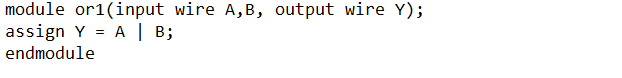 module or1(input wire A,B, output wire Y);
assign Y = A | B;
endmodule